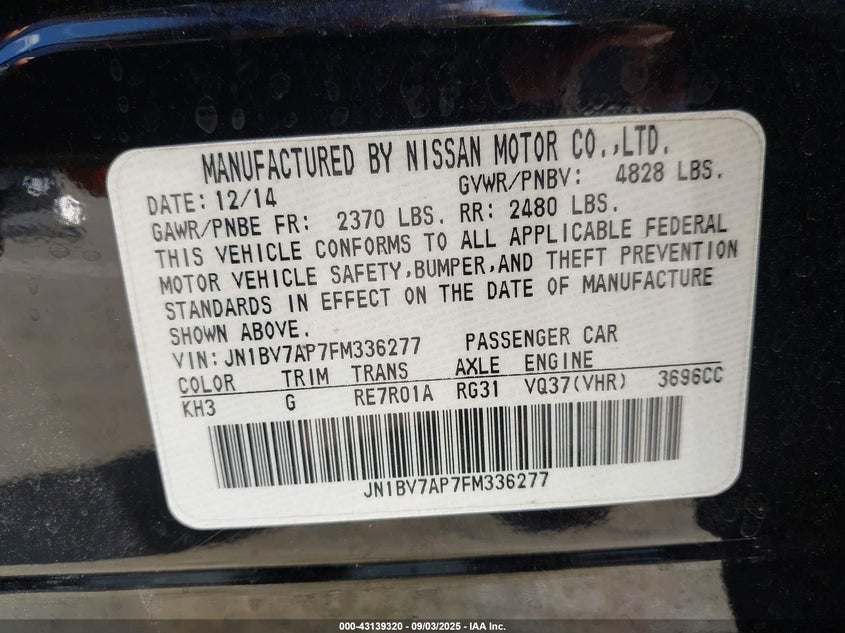 MANUFACTURED BY NISSAN MOTOR CO.,LTD.
DATE: 12/14 GVWR/PNBV: 4828 LBS.
GAWR/PNBE FR: 2370 LBS. RR: 2480 LBS.
THIS VEHICLE CONFORMS TO ALL APPLICABLE FEDERAL
MOTOR VEHICLE SAFETY,BUMPER,AND THEFT PREVENTION
STANDARDS IN EFFECT ON THE DATE OF MANUFACTURE
SHOWN ABOVE.
VIN: JN1BV7AP7FM336277 PASSENGER CAR
COLOR TRIM TRANS AXLE ENGINE
KH3 G RE7R01A RG31 VQ37(VHR) 3696CC
JN1BV7AP7FM336277
000-43139320 - 09/03/2025 - IAA Inc.